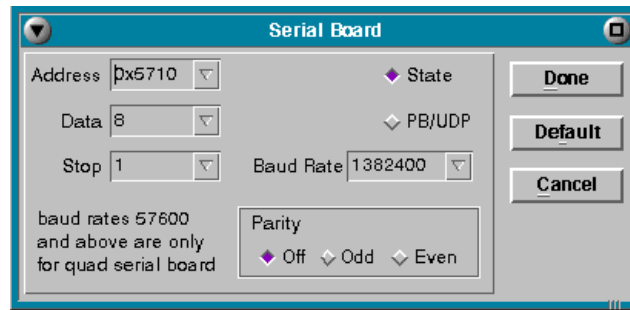 Serial Board
Address 0x5710
State
Done
Data 8
PB/UDP
Default
Stop 1
Baud Rate 1382400
Cancel
baud rates 57600
and above are only
for quad serial board
Parity
Off Odd Even